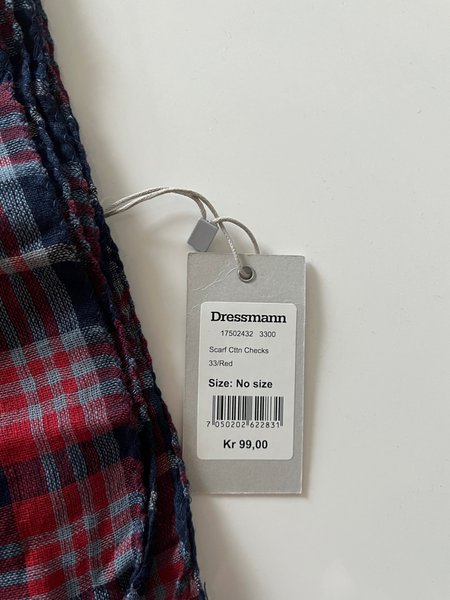 Dressmann
17502432 3300
Scarf Cttn Checks
33/Red
Size: No size
7 050202 622831
Kr 99,00